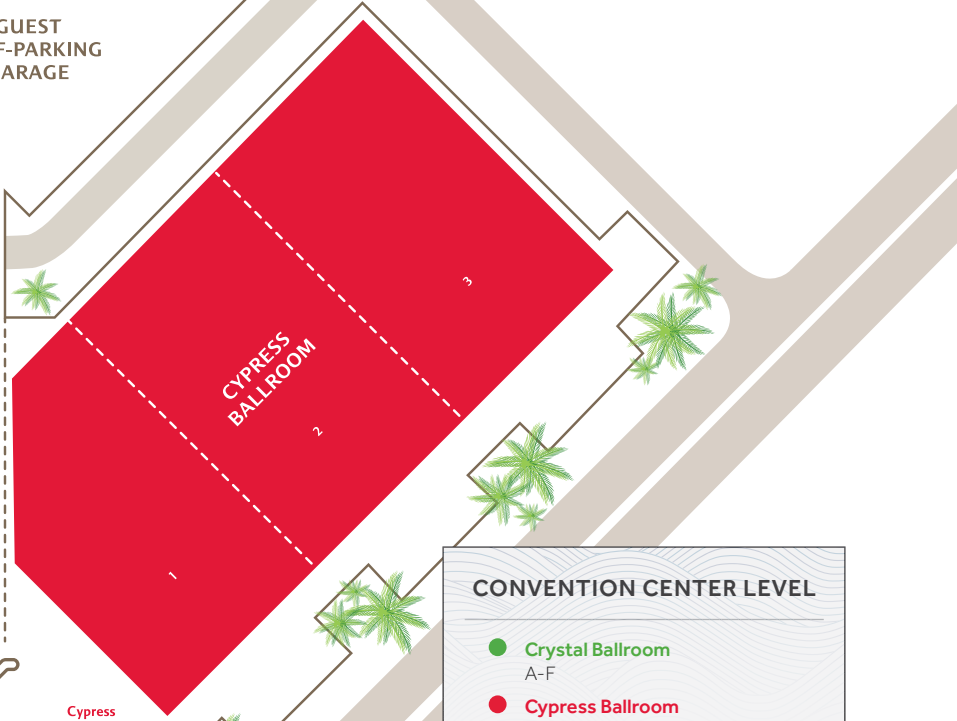 GUEST
F-PARKING
ARAGE
3
CYPRESS
BALLROOM
2
1
CONVENTION CENTER LEVEL
Crystal Ballroom
A-F
Cypress Ballroom
Cypress